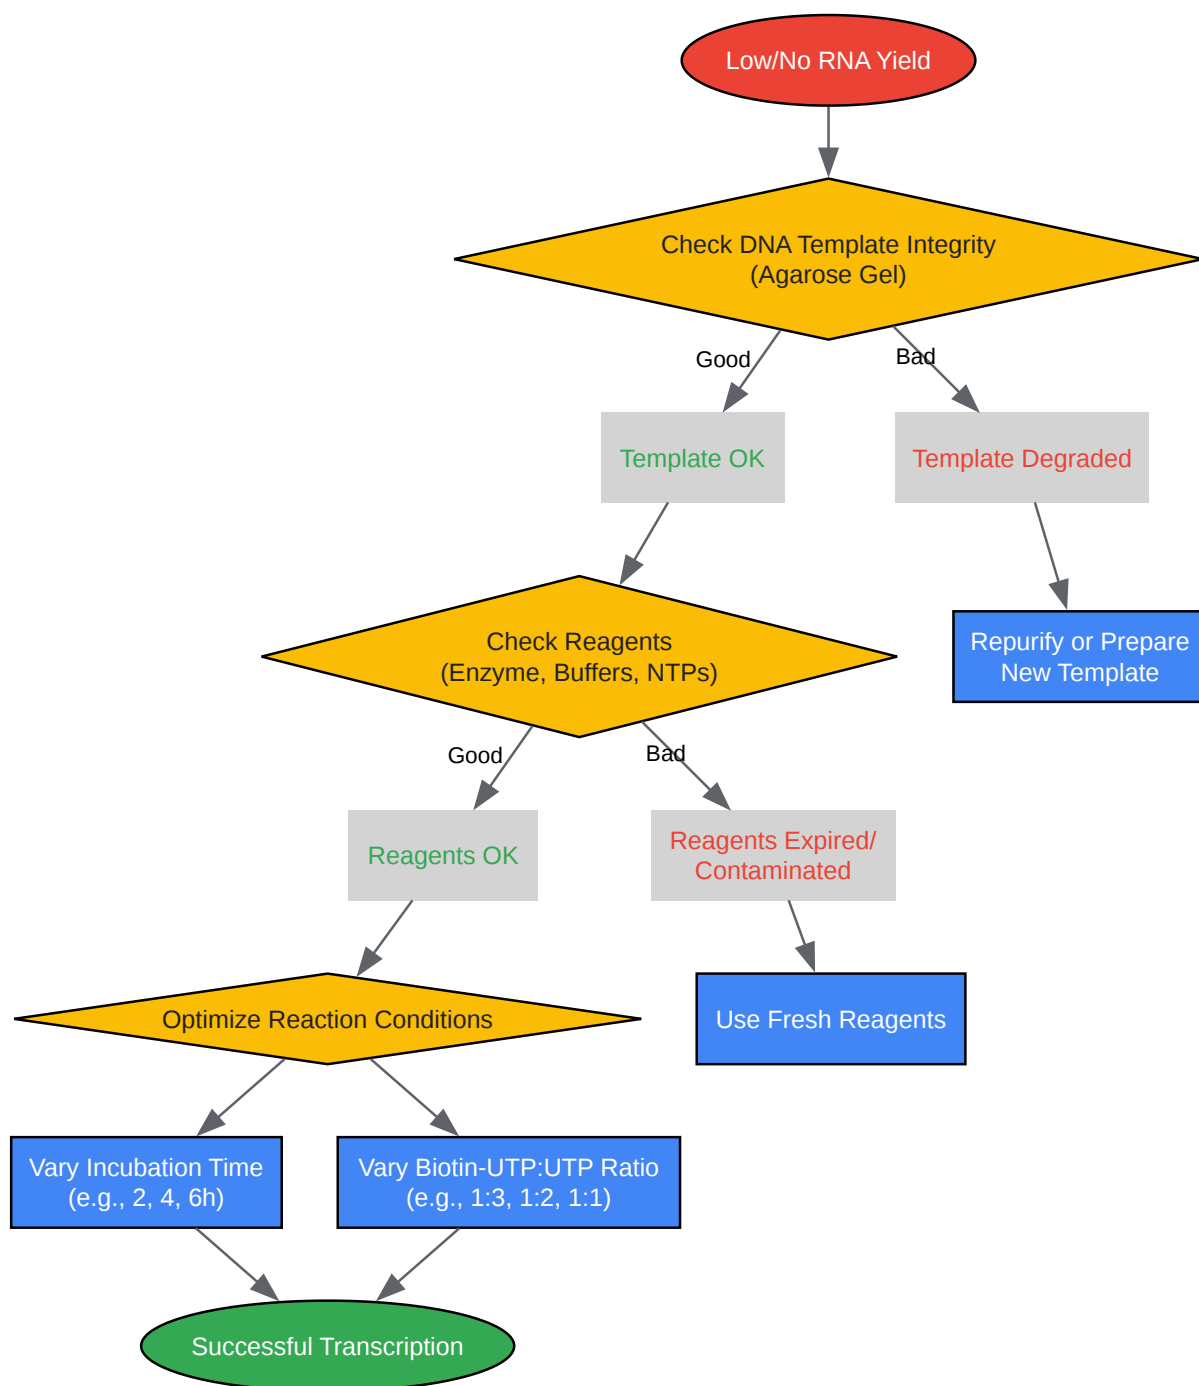 Low/No RNA Yield
Check DNA Template Integrity
(Agarose Gel)
Good
Bad
Template OK
Template Degraded
Check Reagents
(Enzyme, Buffers, NTPs)
Repurify or Prepare
New Template
Good
Bad
Reagents OK
Reagents Expired/
Contaminated
Optimize Reaction Conditions
Use Fresh Reagents
Vary Incubation Time
(e.g., 2, 4, 6h)
Vary Biotin-UTP:UTP Ratio
(e.g., 1:3, 1:2, 1:1)
Successful Transcription